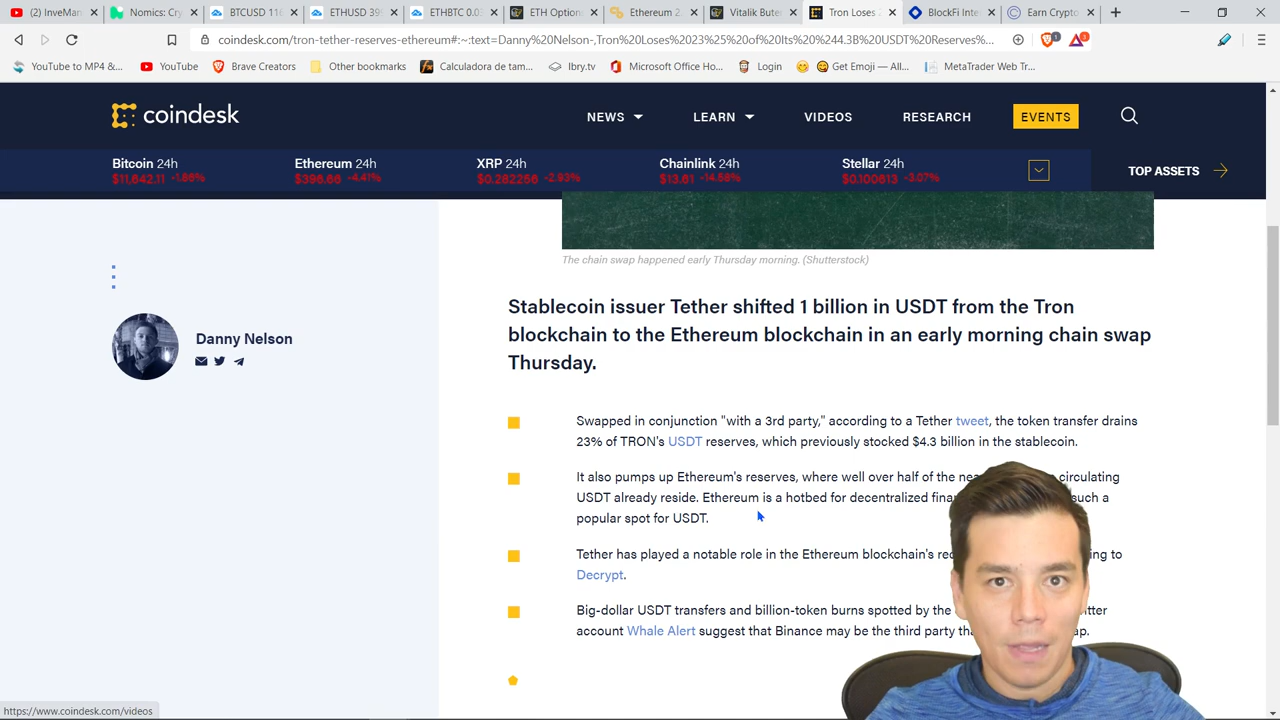 (2) InveMar
Nomics: Cry
BTCUSD 116
ETHUSD 39
ETHBTC 0.0
ETH Option
Ethereum 2.
Vitalik Bute
Tron Loses
BlockFi Inte
Earn Crypto
coindesk.com/tron-tether-reserves-ethereum#:~:text=Danny%20Nelson-,Tron%20Loses%2023%25%20of%20Its%20%244.3B%20USDT%20Reserves%...
YouTube to MP4 &...
YouTube
Brave Creators
Other bookmarks
Calculadora de tam...
lbry.tv
Microsoft Office Ho...
Login
Get Emoji — All...
MetaTrader Web Tr...
coindesk
NEWS
LEARN
VIDEOS
RESEARCH
EVENTS
Bitcoin 24h
Ethereum 24h
XRP 24h
Chainlink 24h
Stellar 24h
$11,642.11 -1.86%
$396.66 -4.41%
$0.282256 -2.93%
$13.61 -14.58%
$0.100613 -3.07%
TOP ASSETS
The chain swap happened early Thursday morning. (Shutterstock)
Danny Nelson
Stablecoin issuer Tether shifted 1 billion in USDT from the Tron
blockchain to the Ethereum blockchain in an early morning chain swap
Thursday.
Swapped in conjunction "with a 3rd party," according to a Tether tweet, the token transfer drains
23% of TRON's USDT reserves, which previously stocked $4.3 billion in the stablecoin.
It also pumps up Ethereum's reserves, where well over half of the circulating
USDT already reside. Ethereum is a hotbed for decentralized such a
popular spot for USDT.
Tether has played a notable role in the Ethereum blockchain's to
Decrypt.
Big-dollar USDT transfers and billion-token burns spotted by the
account Whale Alert suggest that Binance may be the third party
https://www.coindesk.com/videos